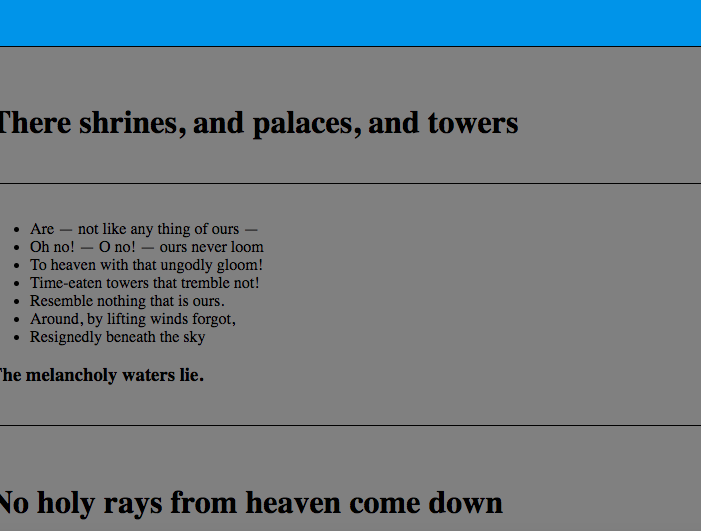 There shrines, and palaces, and towers
Are — not like any thing of ours —
Oh no! — O no! — ours never loom
To heaven with that ungodly gloom!
Time-eaten towers that tremble not!
Resemble nothing that is ours.
Around, by lifting winds forgot,
Resignedly beneath the sky
The melancholy waters lie.
No holy rays from heaven come down